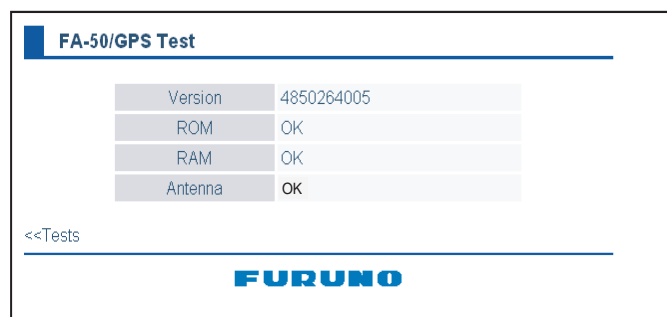 FA-50/GPS Test
Version 4850264005
ROM OK
RAM OK
Antenna OK
<<Tests
FURUNO